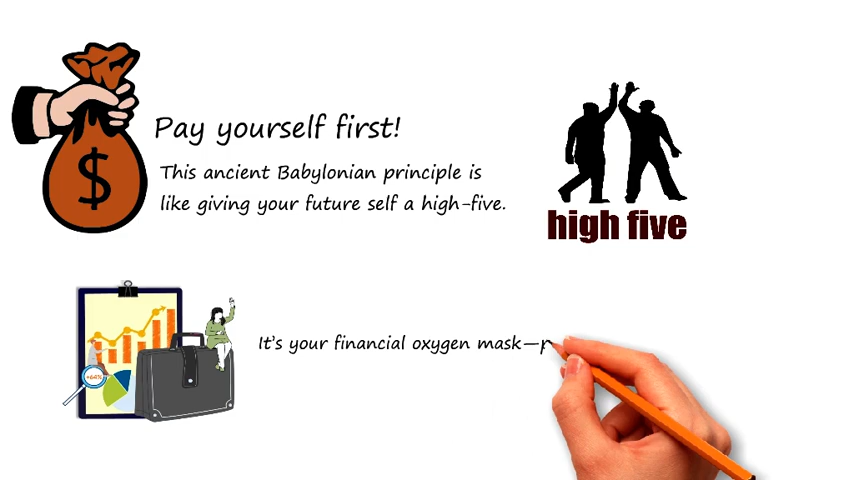 Pay yourself first!
This ancient Babylonian principle is
like giving your future self a high-five.
high five
$
+64%
It's your financial oxygen mask—p